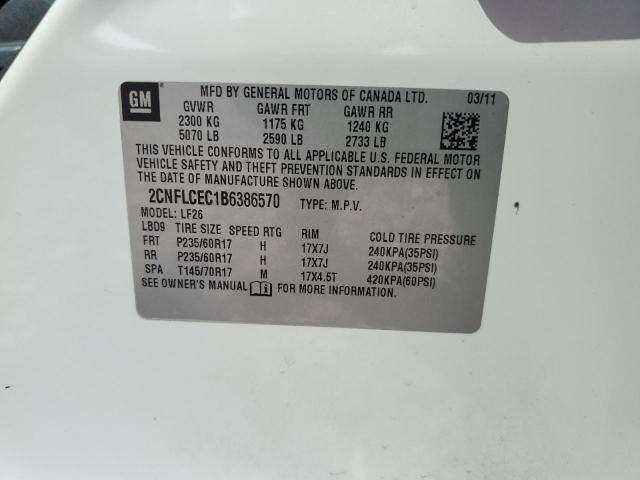 GM
MFD BY GENERAL MOTORS OF CANADA LTD. 03/11
GVWR GAWR FRT GAWR RR
2300 KG 1175 KG 1240 KG
5070 LB 2590 LB 2733 LB
THIS VEHICLE CONFORMS TO ALL APPLICABLE U.S. FEDERAL MOTOR
VEHICLE SAFETY AND THEFT PREVENTION STANDARDS IN EFFECT ON
THE DATE OF MANUFACTURE SHOWN ABOVE.
2CNFLCEC1B6386570 TYPE: M.P.V.
MODEL: LF26
LBD9 TIRE SIZE SPEED RTG RIM COLD TIRE PRESSURE
FRT P235/60R17 H 17X7J 240KPA(35PSI)
RR P235/60R17 H 17X7J 240KPA(35PSI)
SPA T145/70R17 M 17X4.5T 420KPA(60PSI)
SEE OWNER'S MANUAL FOR MORE INFORMATION.